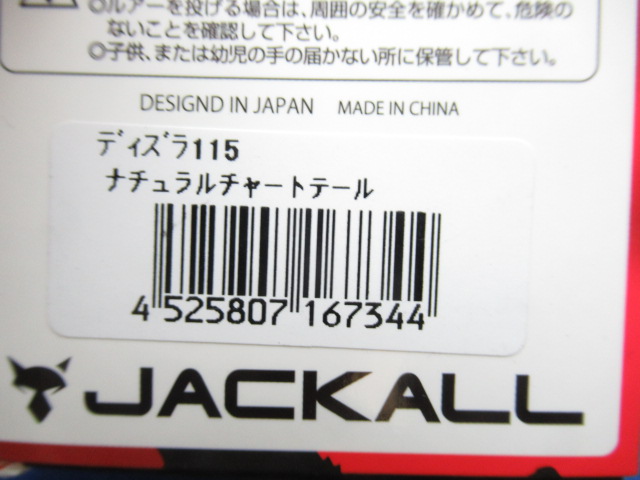 ◎ルアーを投げる場合は、周囲の安全を確かめて、危険の
ないことを確認して下さい。
◎子供、または幼児の手の届かない所に保管して下さい。
DESIGND IN JAPAN MADE IN CHINA
ディズラ115
ナチュラルチャートテール
4 525807 167344
JACKALL